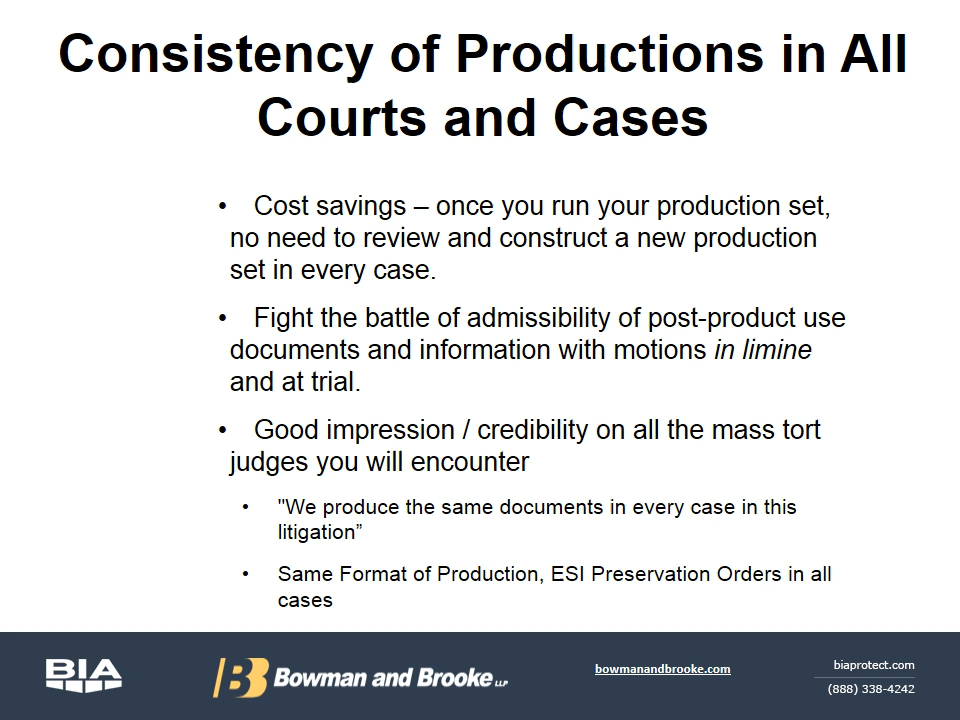 Consistency of Productions in All
Courts and Cases
• Cost savings – once you run your production set,
no need to review and construct a new production
set in every case.
• Fight the battle of admissibility of post-product use
documents and information with motions in limine
and at trial.
• Good impression / credibility on all the mass tort
judges you will encounter
• "We produce the same documents in every case in this
litigation”
• Same Format of Production, ESI Preservation Orders in all
cases
BIA
B Bowman and Brooke LLP
bowmanandbrooke.com
biaprotect.com
(888) 338-4242